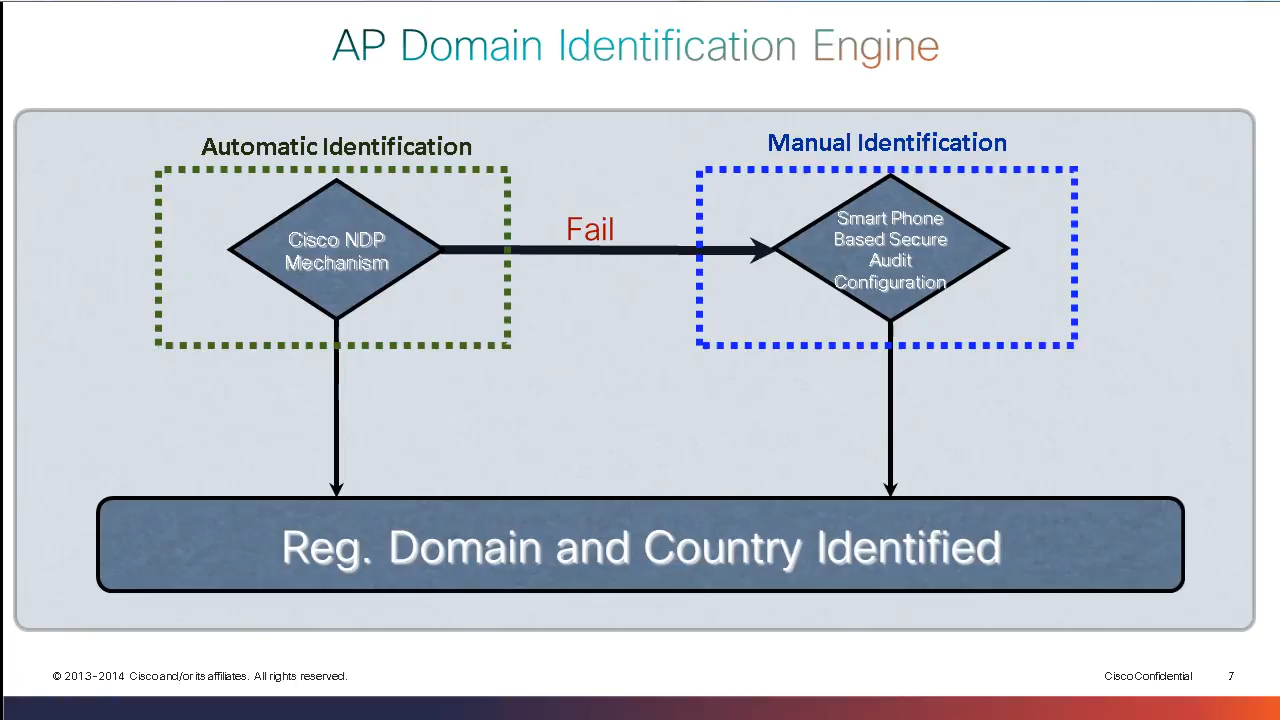 AP Domain Identification Engine
Automatic Identification
Manual Identification
Cisco NDP
Mechanism
Fail
Smart Phone
Based Secure
Audit
Configuration
Reg. Domain and Country Identified
© 2013-2014 Cisco and/or its affiliates. All rights reserved.
Cisco Confidential
7